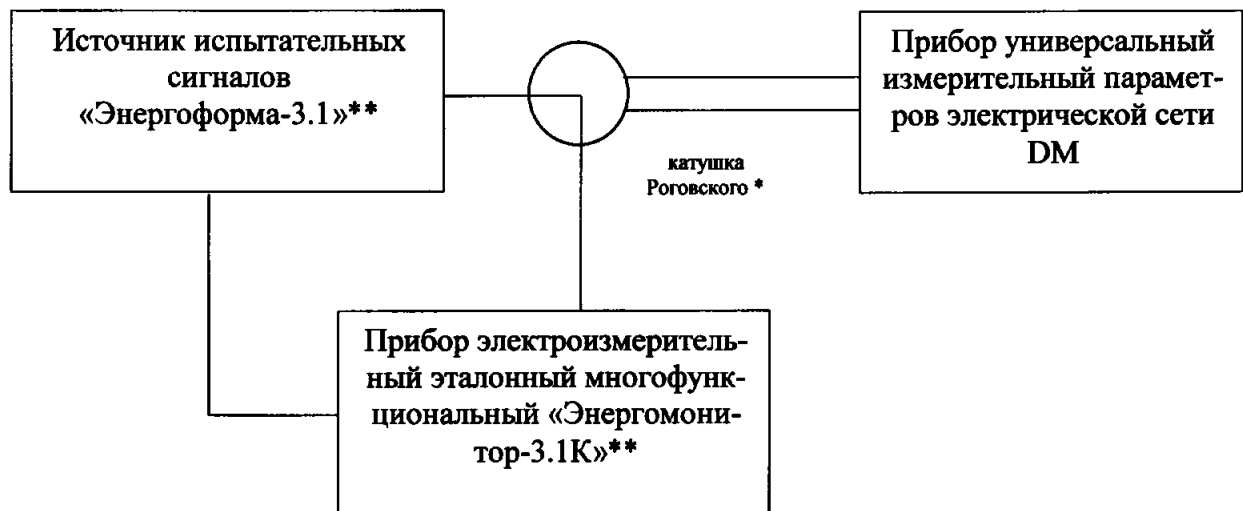 Источник испытательных
сигналов
«Энергоформа-3.1»**
Прибор универсальный
измерительный парамет-
ров электрической сети
DM
катушка
Роговского *
Прибор электроизмеритель-
ный эталонный многофунк-
циональный «Энергомони-
тор-3.1К»**